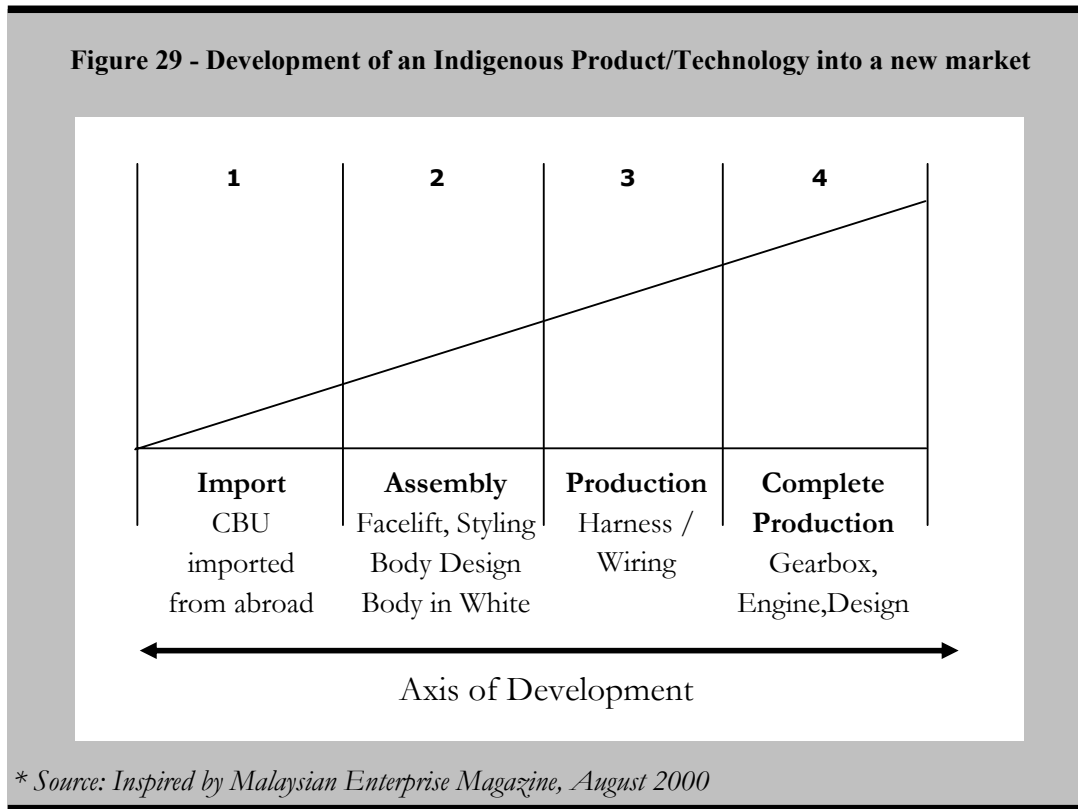 Figure 29 - Development of an Indigenous Product/Technology into a new market
1 2 3 4
Import
CBU
imported
from abroad
Assembly
Facelift, Styling
Body Design
Body in White
Production
Harness /
Wiring
Complete
Production
Gearbox,
Engine,Design
Axis of Development
* Source: Inspired by Malaysian Enterprise Magazine, August 2000